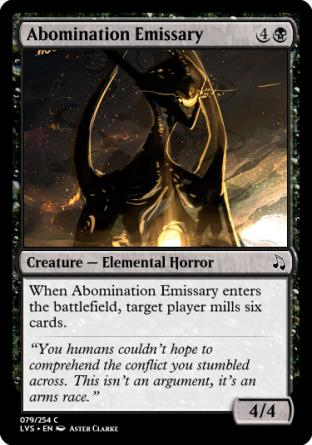 Abomination Emissary 4
Creature — Elemental Horror
When Abomination Emissary enters
the battlefield, target player mills six
cards.
“You humans couldn’t hope to
comprehend the conflict you stumbled
across. This isn’t an argument, it’s an
arms race.”
4/4
079/254 C
LVS • EN Aster Clarke